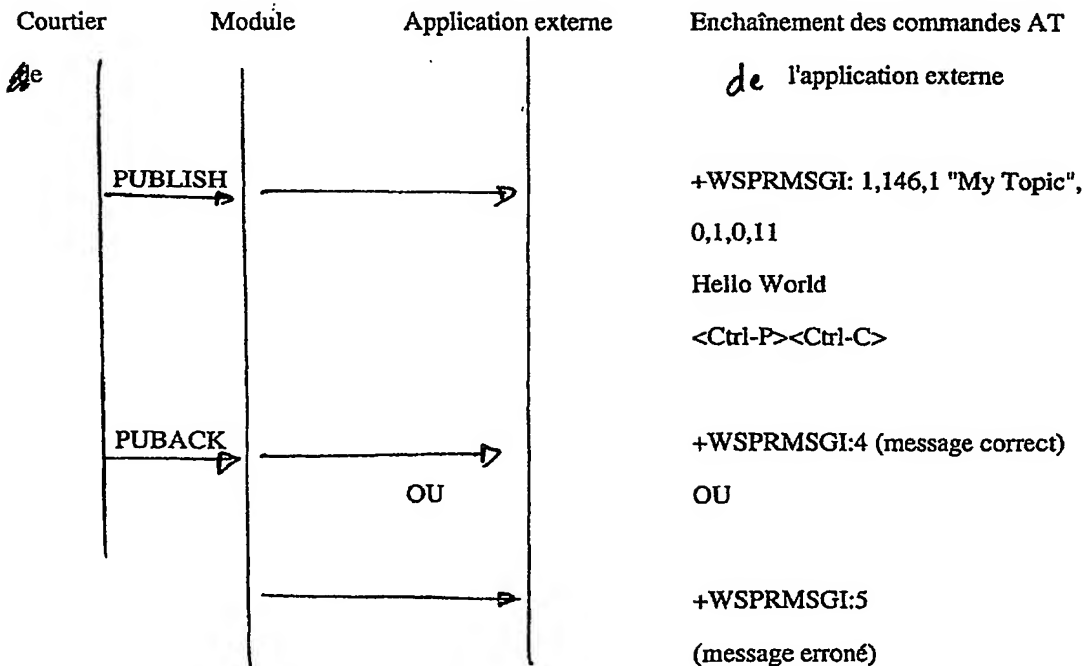 Courtier Module Application externe Enchaînement des commandes AT
de de l'application externe
PUBLISH +WSPRMSGI: 1,146,1 "My Topic",
0,1,0,11
Hello World
<Ctrl-P><Ctrl-C>
PUBACK +WSPRMSGI:4 (message correct)
OU OU
+WSPRMSGI:5
(message erroné)